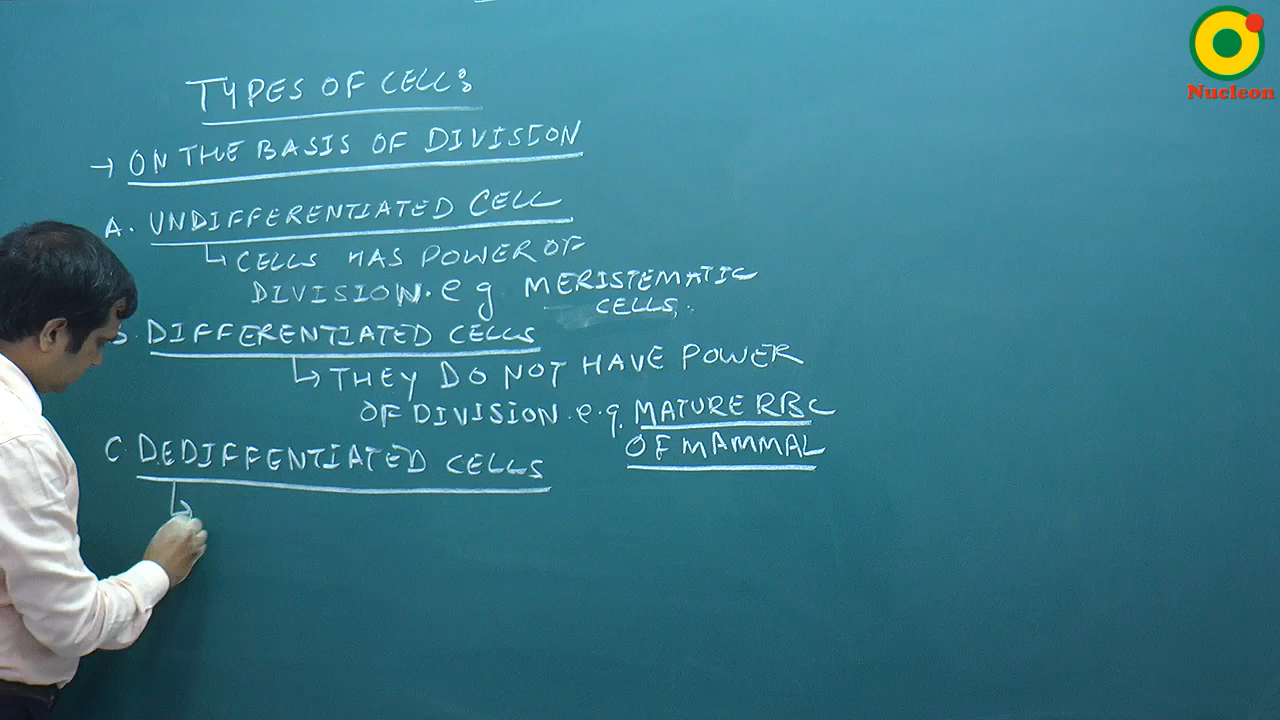 Nucleon
TYPES OF CELLS
→ ON THE BASIS OF DIVISION
A. UNDIFFERENTIATED CELL
↳ CELLS HAS POWER OF
DIVISION. eg MERISTEMATIC
CELLS.
B. DIFFERENTIATED CELLS
↳ THEY DO NOT HAVE POWER
OF DIVISION. e.g. MATURE RBC
OF MAMMAL
C. DEDIFFENTIATED CELLS
↳